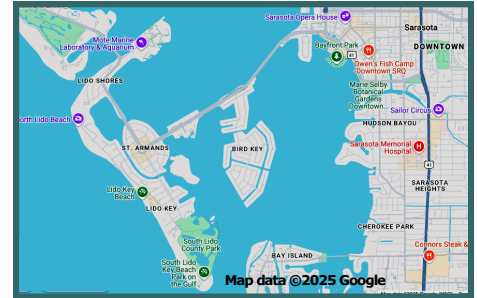 Sarasota Opera House
Sarasota
Mote Marine
Laboratory & Aquarium
Bayfront Park
41
DOWNTOWN
Owen's Fish Camp
Downtown SRQ
LIDO SHORES
Marie Selby
Botanical
Gardens
Downtown...
Sailor Circus
orth Lido Beach
HUDSON BAYOU
ST. ARMANDS
BIRD KEY
Sarasota Memorial
Hospital
H
41
Lido Key
Beach
SARASOTA
HEIGHTS
LIDO KEY
CHEROKEE PARK
South Lido
County Park
Connors Steak &
South Lido
Key Beach
Park on
the Gulf
BAY ISLAND
Map data ©2025 Google